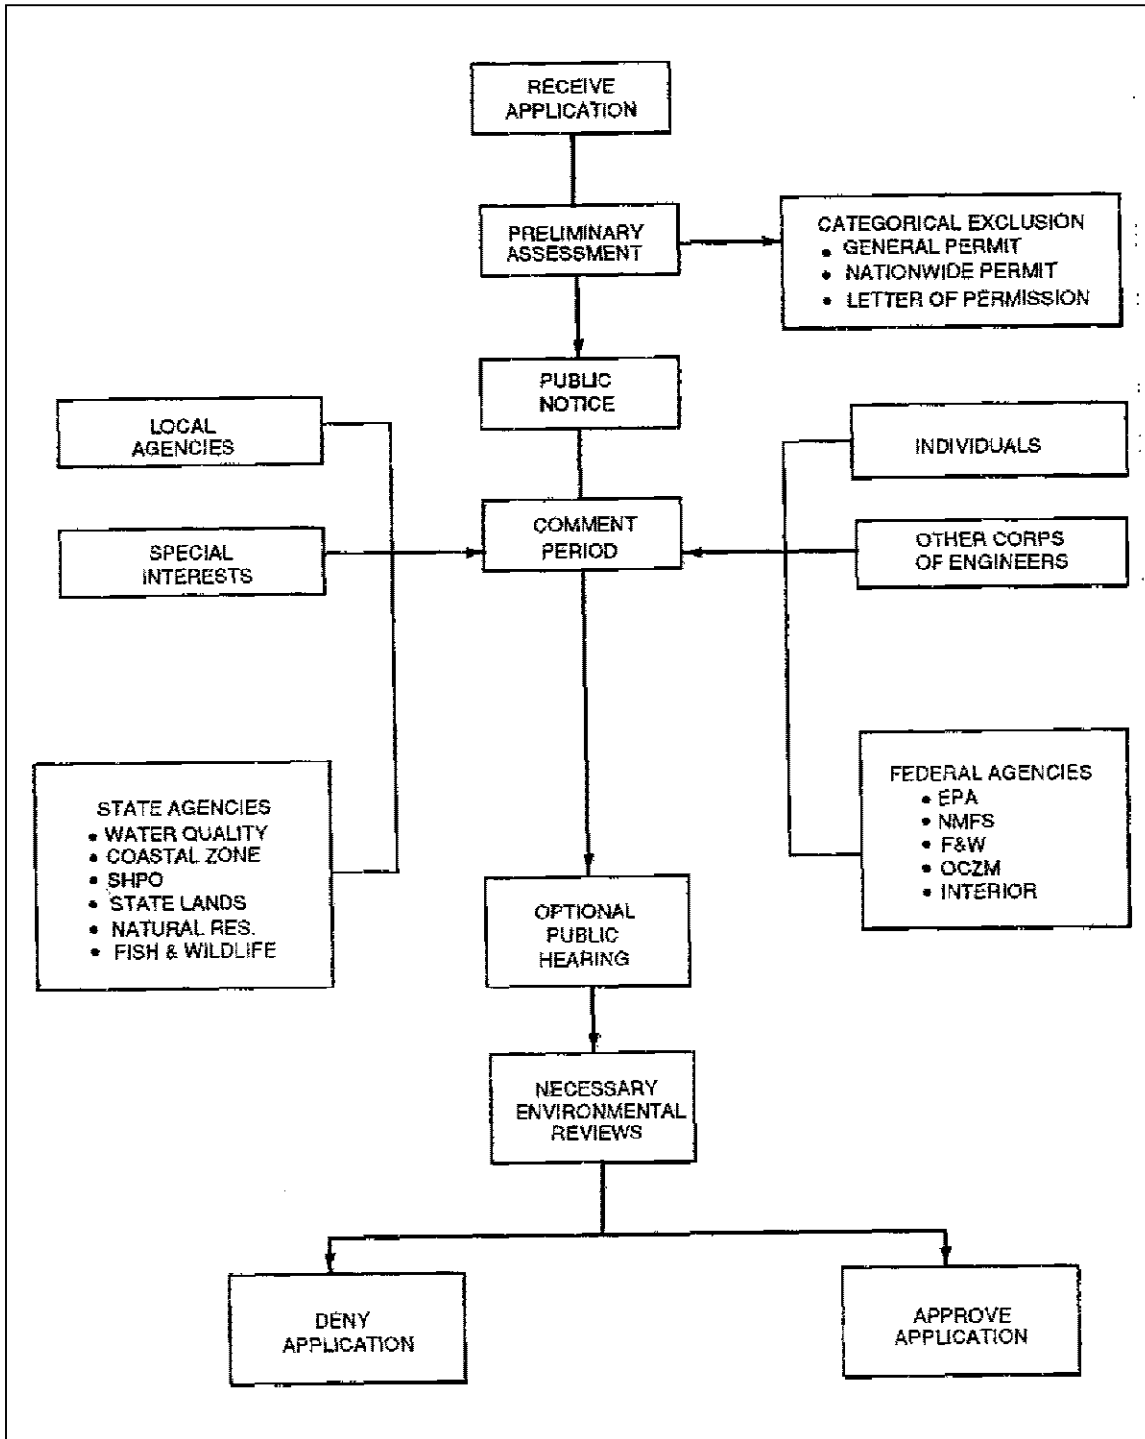 RECEIVE
APPLICATION
PRELIMINARY
ASSESSMENT
CATEGORICAL EXCLUSION
• GENERAL PERMIT
• NATIONWIDE PERMIT
• LETTER OF PERMISSION
PUBLIC
NOTICE
LOCAL
AGENCIES
INDIVIDUALS
SPECIAL
INTERESTS
COMMENT
PERIOD
OTHER CORPS
OF ENGINEERS
STATE AGENCIES
• WATER QUALITY
• COASTAL ZONE
• SHPO
• STATE LANDS
• NATURAL RES.
• FISH & WILDLIFE
FEDERAL AGENCIES
• EPA
• NMFS
• F&W
• OCZM
• INTERIOR
OPTIONAL
PUBLIC
HEARING
NECESSARY
ENVIRONMENTAL
REVIEWS
DENY
APPLICATION
APPROVE
APPLICATION